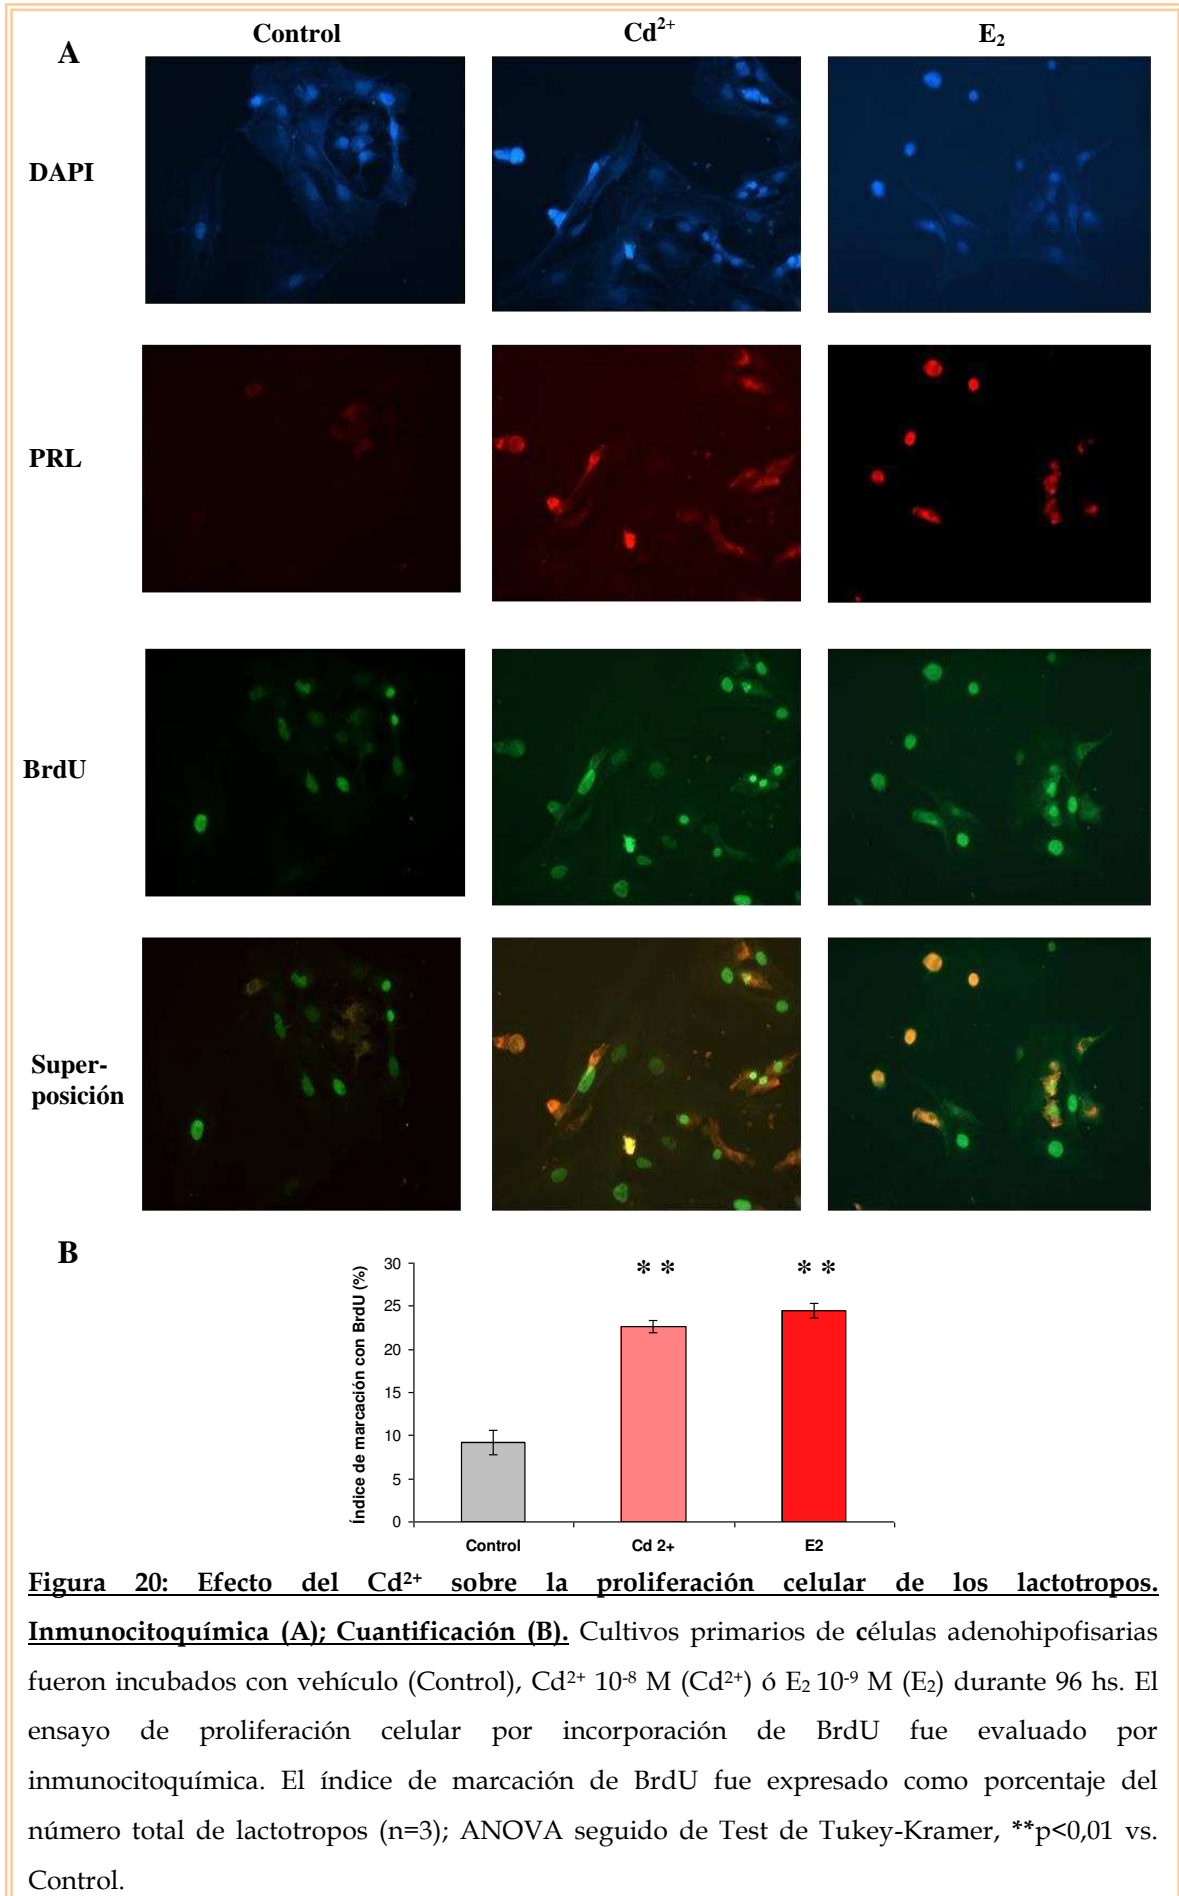 A
Control
Cd2+
E2
DAPI
PRL
BrdU
Super-
posición
B
Índice de marcación con BrdU (%)
30
25
20
15
10
5
0
* *
* *
Control
Cd 2+
E2
Figura 20: Efecto del Cd2+ sobre la proliferación celular de los lactotropos.
Inmunocitoquímica (A); Cuantificación (B). Cultivos primarios de células adenohipofisarias
fueron incubados con vehículo (Control), Cd2+ 10-8 M (Cd2+) ó E2 10-9 M (E2) durante 96 hs. El
ensayo de proliferación celular por incorporación de BrdU fue evaluado por
inmunocitoquímica. El índice de marcación de BrdU fue expresado como porcentaje del
número total de lactotropos (n=3); ANOVA seguido de Test de Tukey-Kramer, **p<0,01 vs.
Control.